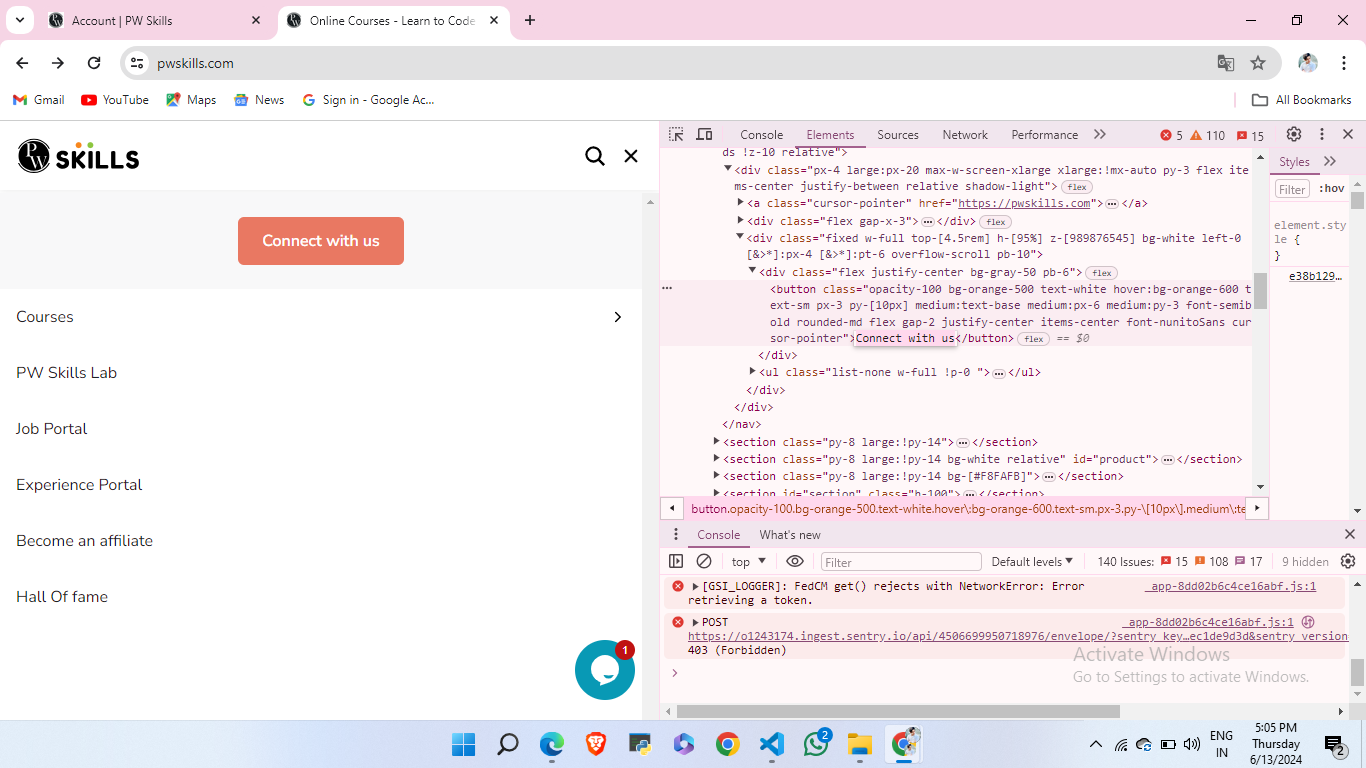 Account | PW Skills
Online Courses - Learn to Code
pwskills.com
Gmail
YouTube
Maps
News
Sign in - Google Ac...
All Bookmarks
PW SKILLS
Connect with us
Courses
PW Skills Lab
Job Portal
Experience Portal
Become an affiliate
Hall Of fame
1
Console
Elements
Sources
Network
Performance
5
110
15
ds !z-10 relative">
<div class="px-4 large:px-20 max-w-screen-xlarge xlarge:!mx-auto py-3 flex ite
ms-center justify-between relative shadow-light"> flex
<a class="cursor-pointer" href="https://pwskills.com">…</a>
<div class="flex gap-x-3">…</div> flex
<div class="fixed w-full top-[4.5rem] h-[95%] z-[989876545] bg-white left-0
[&>*]:px-4 [&>*]:pt-6 overflow-scroll pb-10">
<div class="flex justify-center bg-gray-50 pb-6"> flex
<button class="opacity-100 bg-orange-500 text-white hover:bg-orange-600 t
ext-sm px-3 py-[10px] medium:text-base medium:px-6 medium:py-3 font-semib
old rounded-md flex gap-2 justify-center items-center font-nunitoSans cur
sor-pointer">Connect with us</button> flex == $0
</div>
<ul class="list-none w-full !p-0 ">…</ul>
</div>
</div>
</nav>
<section class="py-8 large:!py-14">…</section>
<section class="py-8 large:!py-14 bg-white relative" id="product">…</section>
<section class="py-8 large:!py-14 bg-[#F8FAFB]">…</section>
<section id="section" class="h-100">…</section>
button.opacity-100.bg-orange-500.text-white.hover\:bg-orange-600.text-sm.px-3.py-\[10px\].medium\:te
Styles
Filter
:hov
element.sty
le {
}
e38b129…
Console
What's new
top
Filter
Default levels
140 Issues:
15
108
17
9 hidden
[GSI_LOGGER]: FedCM get() rejects with NetworkError: Error
retrieving a token.
_app-8dd02b6c4ce16abf.js:1
POST
_app-8dd02b6c4ce16abf.js:1
https://o1243174.ingest.sentry.io/api/4506699950718976/envelope/?sentry_key…ec1de9d3d&sentry_version
403 (Forbidden)
Activate Windows
Go to Settings to activate Windows.
2
ENG
IN
5:05 PM
Thursday
6/13/2024
2